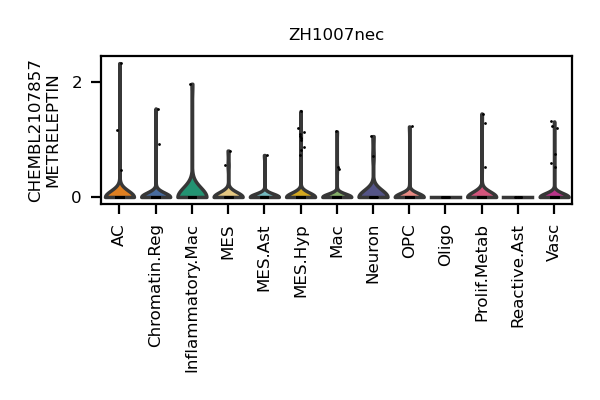 ZH1007nec
CHEMBL2107857
METRELEPTIN
2
0
AC
Chromatin.Reg
Inflammatory.Mac
MES
MES.Ast
MES.Hyp
Mac
Neuron
OPC
Oligo
Prolif.Metab
Reactive.Ast
Vasc